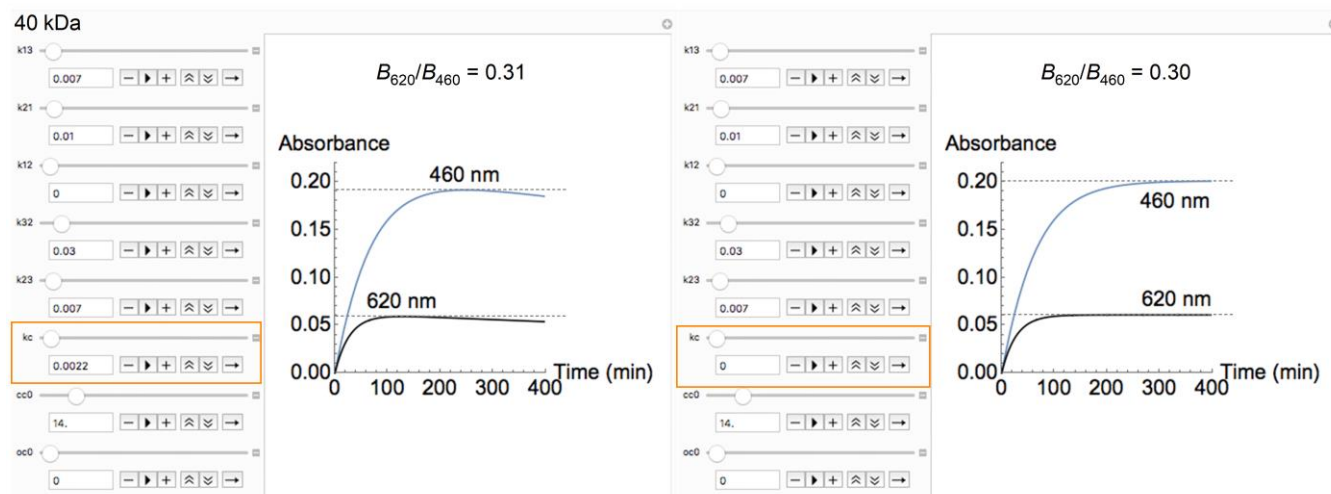 40 kDa
k13
0.007
k21
0.01
k12
0
k32
0.03
k23
0.007
kc
0.0022
cc0
14.
oc0
0
B620/B460 = 0.31
Absorbance
0.20
0.15
0.10
0.05
0.00
460 nm
620 nm
0 100 200 300 400
Time (min)
k13
0.007
k21
0.01
k12
0
k32
0.03
k23
0.007
kc
0
cc0
14.
oc0
0
B620/B460 = 0.30
Absorbance
0.20
0.15
0.10
0.05
0.00
460 nm
620 nm
0 100 200 300 400
Time (min)